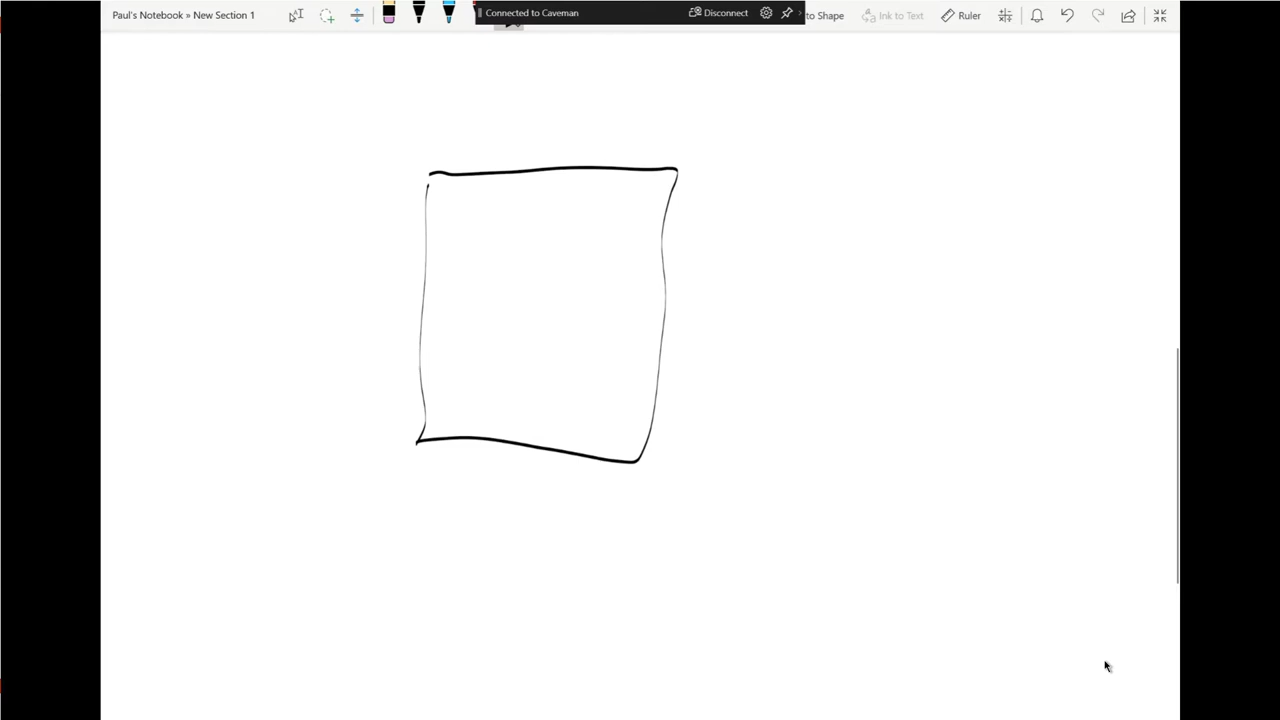 Paul's Notebook » New Section 1
Connected to Caveman
Disconnect
to Shape
Ink to Text
Ruler